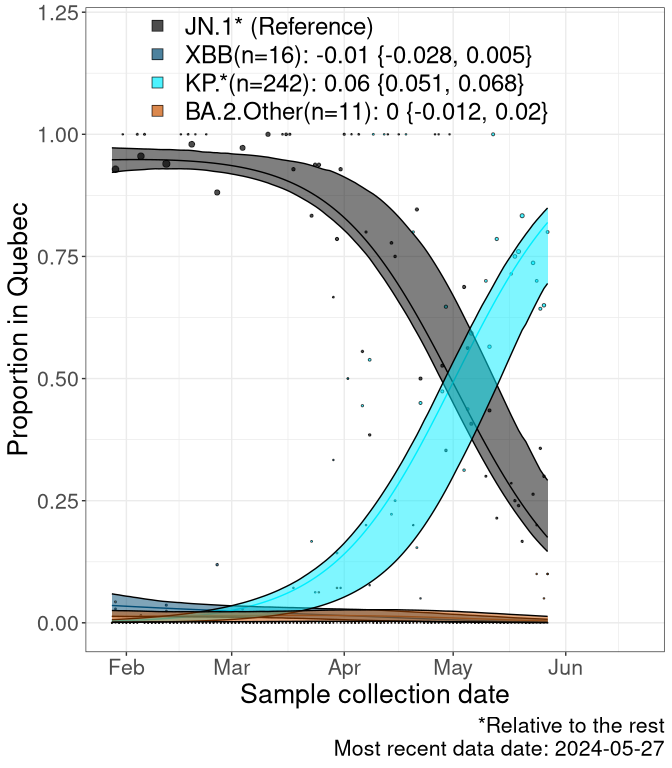 JN.1* (Reference)
XBB(n=16): -0.01 {-0.028, 0.005}
KP.*(n=242): 0.06 {0.051, 0.068}
BA.2.Other(n=11): 0 {-0.012, 0.02}
1.25
1.00
0.75
0.50
0.25
0.00
Proportion in Quebec
Feb Mar Apr May Jun
Sample collection date
*Relative to the rest
Most recent data date: 2024-05-27